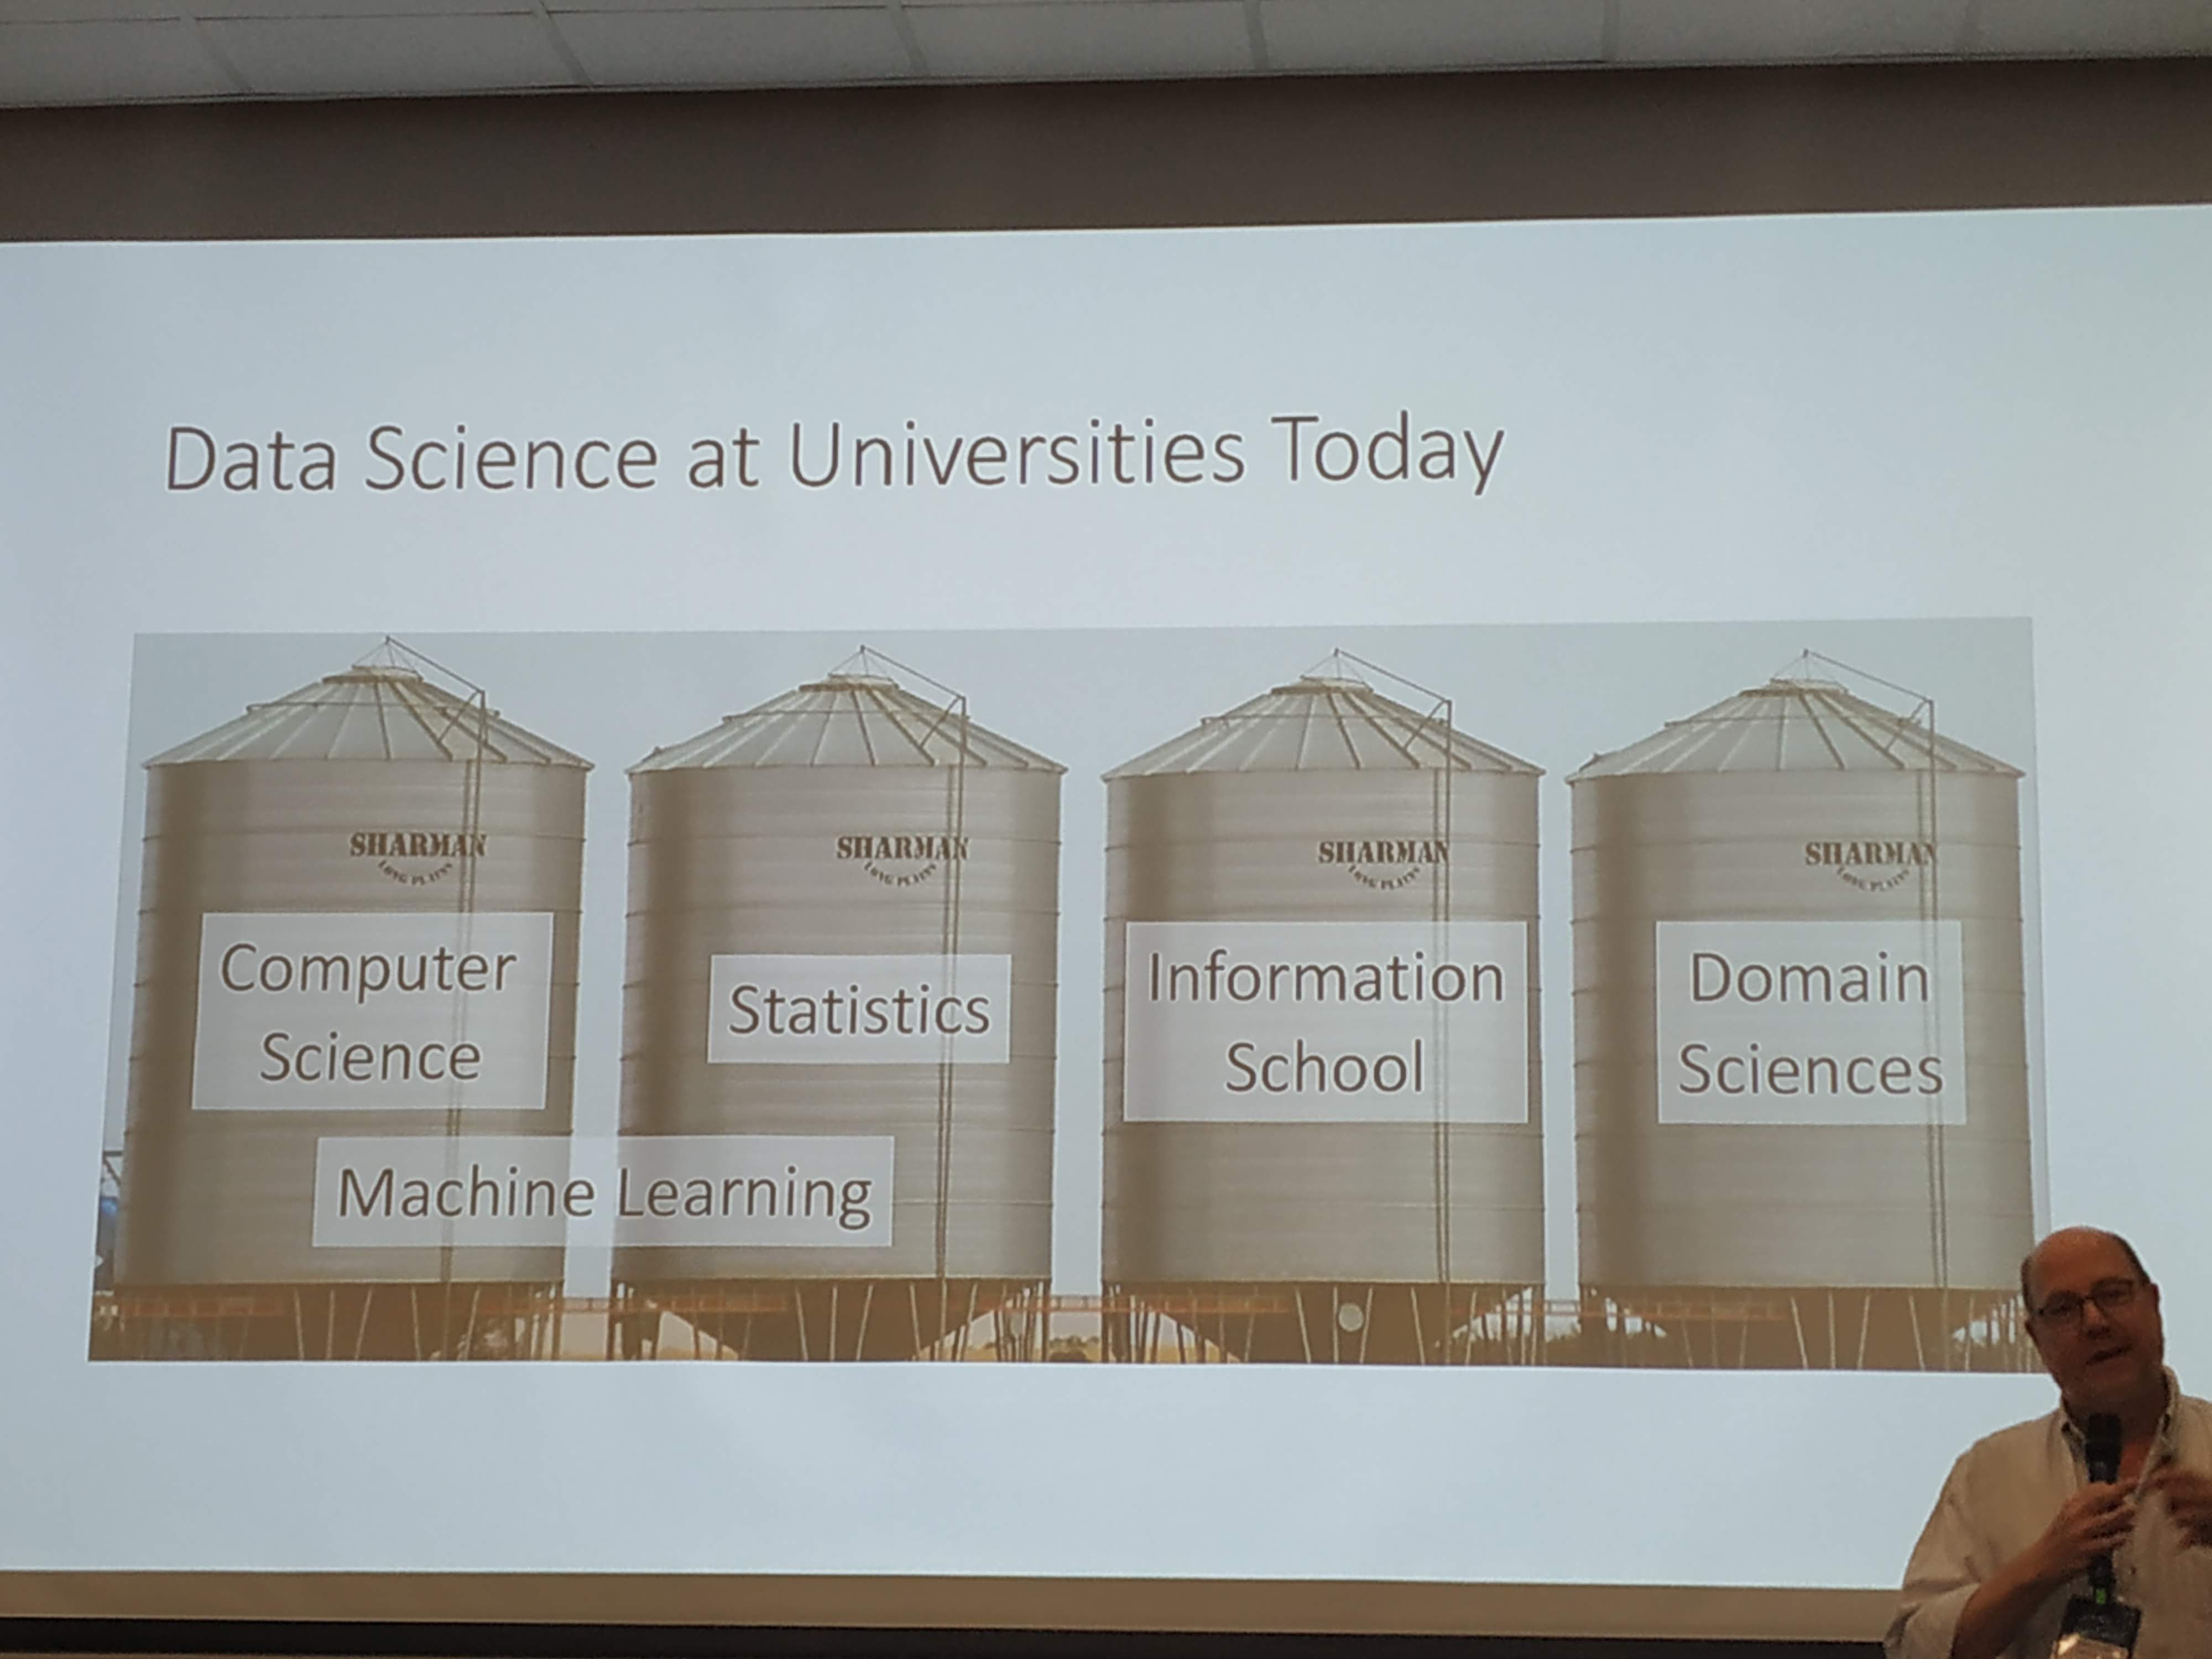 Data Science at Universities Today
SHARMAN
LONG PLAINS
SHARMAN
LONG PLAINS
SHARMAN
LONG PLAINS
SHARMAN
LONG PLAINS
Computer
Science
Statistics
Information
School
Domain
Sciences
Machine Learning